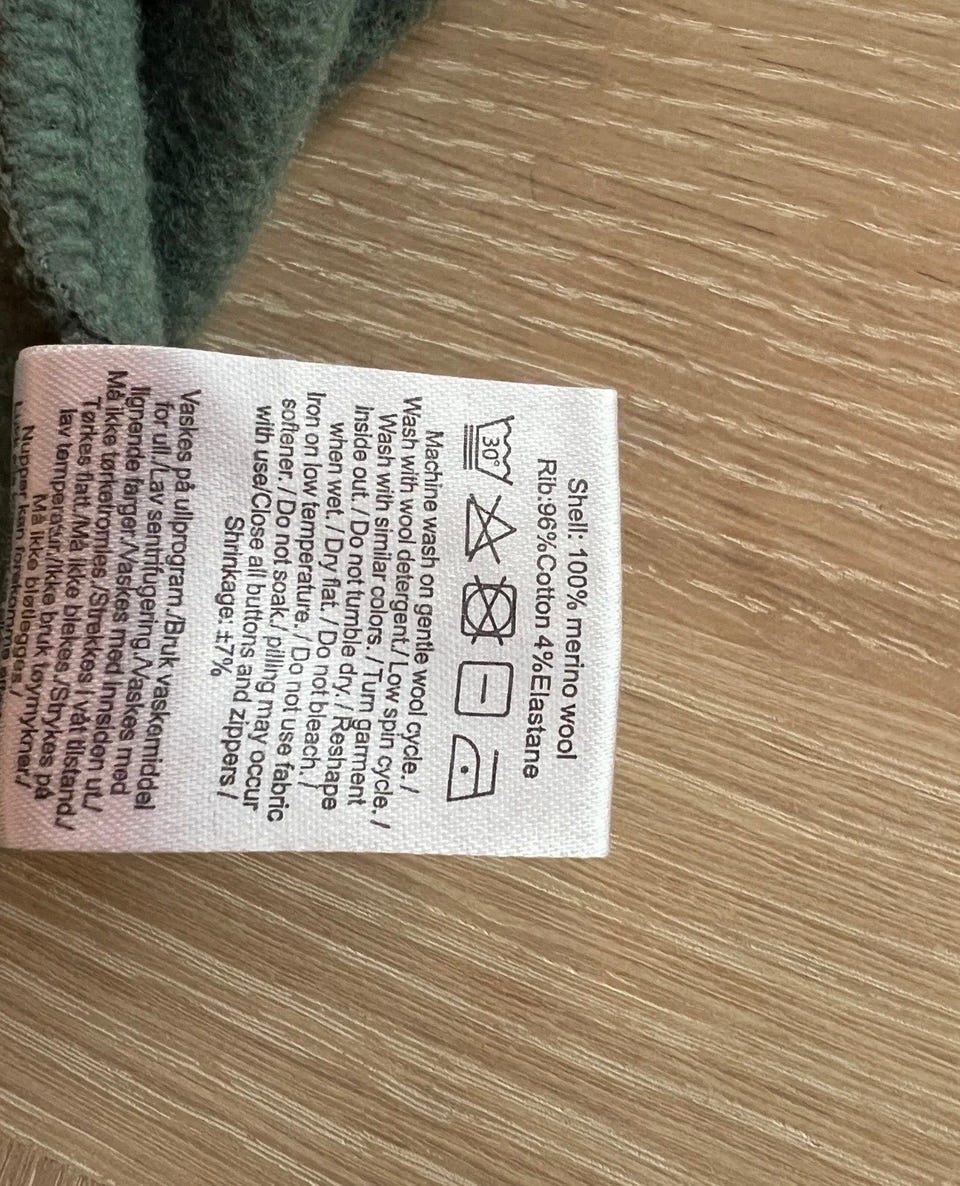 Shell: 100% merino wool
Rib:96%Cotton 4%Elastane
30°
Machine wash on gentle wool cycle. /
Wash with wool detergent./ Low spin cycle. /
Wash with similar colors. / Turn garment
inside out. / Do not tumble dry. / Reshape
when wet. / Dry flat. / Do not bleach. /
Iron on low temperature. / Do not use fabric
softener. / Do not soak./ pilling may occur
with use/Close all buttons and zippers /
Shrinkage: ±7%
Vaskes på ullprogram./Bruk vaskemiddel
for ull./Lav sentrifugering./Vaskes med
lignende farger/Vaskes med innsiden ut./
Må ikke tørketromles./Strekkes i våt tilstand./
Tørkes flatt./Må ikke blekes./Strykes på
lav temperatur./Ikke bruk tøymykner./
Må ikke bløtlegges./
Nupper kan forekomme